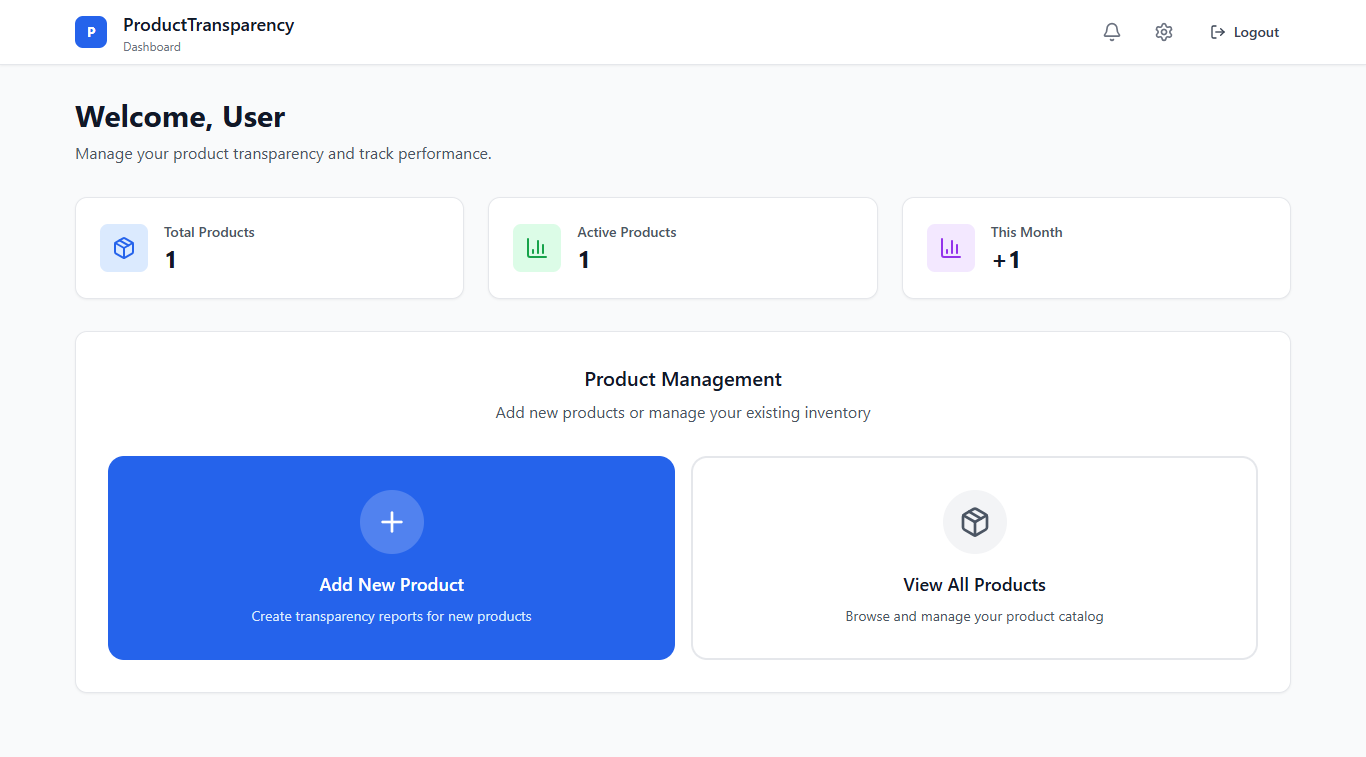 P
ProductTransparency
Dashboard
Logout
Welcome, User
Manage your product transparency and track performance.
Total Products
1
Active Products
1
This Month
+1
Product Management
Add new products or manage your existing inventory
Add New Product
Create transparency reports for new products
View All Products
Browse and manage your product catalog